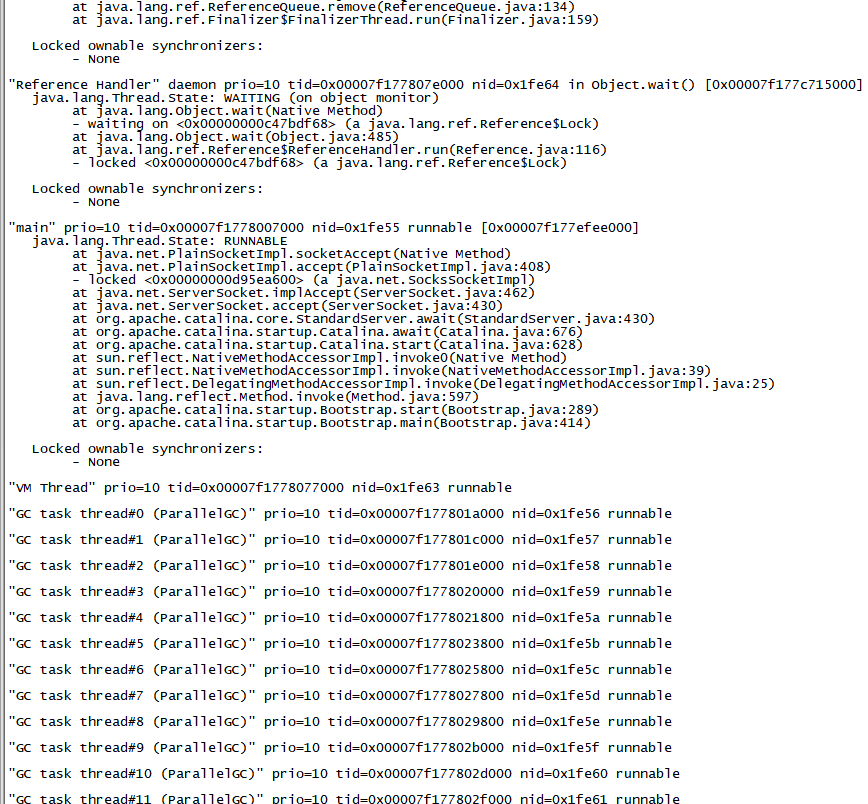 at java.lang.ref.ReferenceQueue.remove(ReferenceQueue.java:134)
at java.lang.ref.Finalizer$FinalizerThread.run(Finalizer.java:159)
Locked ownable synchronizers:
- None
"Reference Handler" daemon prio=10 tid=0x00007f177807e000 nid=0x1fe64 in Object.wait() [0x00007f177c715000]
java.lang.Thread.State: WAITING (on object monitor)
at java.lang.Object.wait(Native Method)
- waiting on <0x00000000c47bdf68> (a java.lang.ref.Reference$Lock)
at java.lang.Object.wait(Object.java:485)
at java.lang.ref.Reference$ReferenceHandler.run(Reference.java:116)
- locked <0x00000000c47bdf68> (a java.lang.ref.Reference$Lock)
Locked ownable synchronizers:
- None
"main" prio=10 tid=0x00007f1778007000 nid=0x1fe55 runnable [0x00007f177efee000]
java.lang.Thread.State: RUNNABLE
at java.net.PlainSocketImpl.socketAccept(Native Method)
at java.net.PlainSocketImpl.accept(PlainSocketImpl.java:408)
- locked <0x00000000d95ea600> (a java.net.SocksSocketImpl)
at java.net.ServerSocket.implAccept(ServerSocket.java:462)
at java.net.ServerSocket.accept(ServerSocket.java:430)
at org.apache.catalina.core.StandardServer.await(StandardServer.java:430)
at org.apache.catalina.startup.Catalina.await(Catalina.java:676)
at org.apache.catalina.startup.Catalina.start(Catalina.java:628)
at sun.reflect.NativeMethodAccessorImpl.invoke0(Native Method)
at sun.reflect.NativeMethodAccessorImpl.invoke(NativeMethodAccessorImpl.java:39)
at sun.reflect.DelegatingMethodAccessorImpl.invoke(DelegatingMethodAccessorImpl.java:25)
at java.lang.reflect.Method.invoke(Method.java:597)
at org.apache.catalina.startup.Bootstrap.start(Bootstrap.java:289)
at org.apache.catalina.startup.Bootstrap.main(Bootstrap.java:414)
Locked ownable synchronizers:
- None
"VM Thread" prio=10 tid=0x00007f1778077000 nid=0x1fe63 runnable
"GC task thread#0 (ParallelGC)" prio=10 tid=0x00007f177801a000 nid=0x1fe56 runnable
"GC task thread#1 (ParallelGC)" prio=10 tid=0x00007f177801c000 nid=0x1fe57 runnable
"GC task thread#2 (ParallelGC)" prio=10 tid=0x00007f177801e000 nid=0x1fe58 runnable
"GC task thread#3 (ParallelGC)" prio=10 tid=0x00007f1778020000 nid=0x1fe59 runnable
"GC task thread#4 (ParallelGC)" prio=10 tid=0x00007f1778021800 nid=0x1fe5a runnable
"GC task thread#5 (ParallelGC)" prio=10 tid=0x00007f1778023800 nid=0x1fe5b runnable
"GC task thread#6 (ParallelGC)" prio=10 tid=0x00007f1778025800 nid=0x1fe5c runnable
"GC task thread#7 (ParallelGC)" prio=10 tid=0x00007f1778027800 nid=0x1fe5d runnable
"GC task thread#8 (ParallelGC)" prio=10 tid=0x00007f1778029800 nid=0x1fe5e runnable
"GC task thread#9 (ParallelGC)" prio=10 tid=0x00007f177802b000 nid=0x1fe5f runnable
"GC task thread#10 (ParallelGC)" prio=10 tid=0x00007f177802d000 nid=0x1fe60 runnable
"GC task thread#11 (ParallelGC)" prio=10 tid=0x00007f177802f000 nid=0x1fe61 runnable